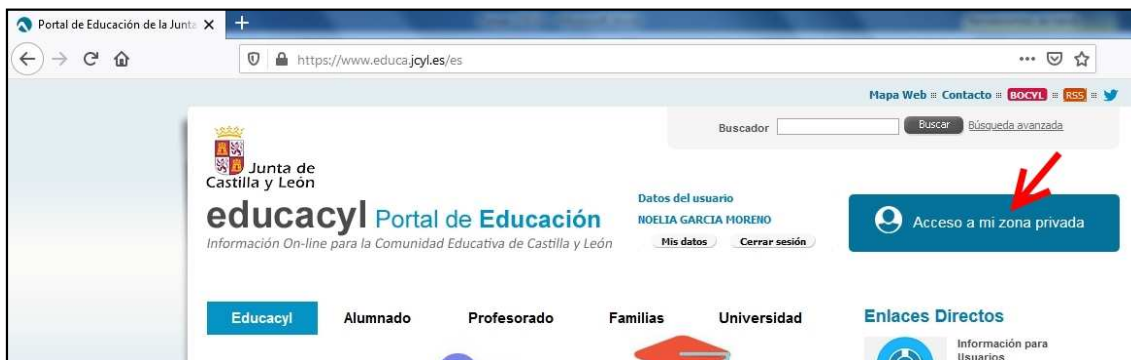 Portal de Educación de la Junta
https://www.educa.jcyl.es/es
Mapa Web Contacto BOCYL RSS
Buscador Buscar Búsqueda avanzada
Junta de
Castilla y León
educacyl Portal de Educación
Información On-line para la Comunidad Educativa de Castilla y León
Datos del usuario
NOELIA GARCIA MORENO
Mis datos Cerrar sesión
Acceso a mi zona privada
Educacyl Alumnado Profesorado Familias Universidad
Enlaces Directos
Información para
Usuarios